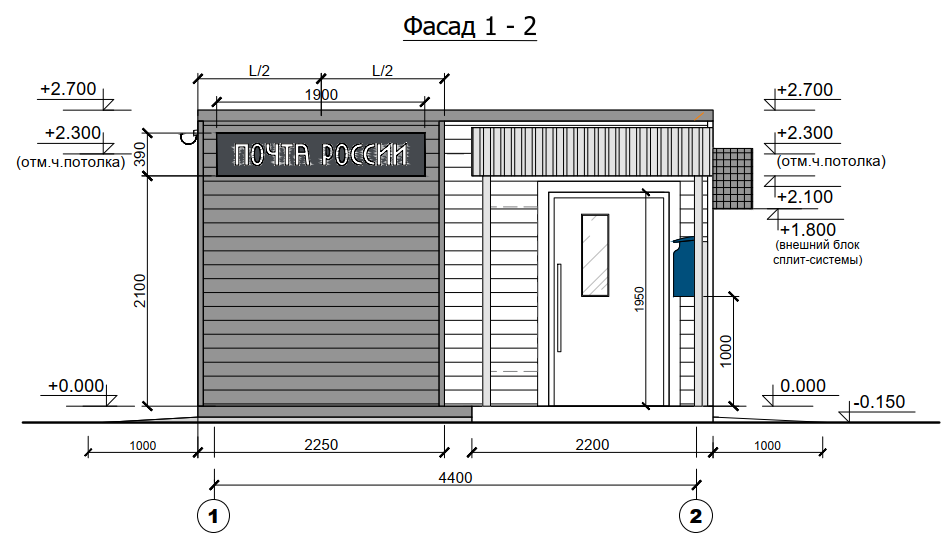 Фасад 1 - 2
L/2
L/2
1900
+2.700
+2.700
+2.300
(отм.ч.потолка)
390
ПОЧТА РОССИИ
+2.300
(отм.ч.потолка)
+2.100
+1.800
(внешний блок
сплит-системы)
2100
1950
1000
+0.000
0.000
-0.150
1000
2250
2200
1000
4400
1
2